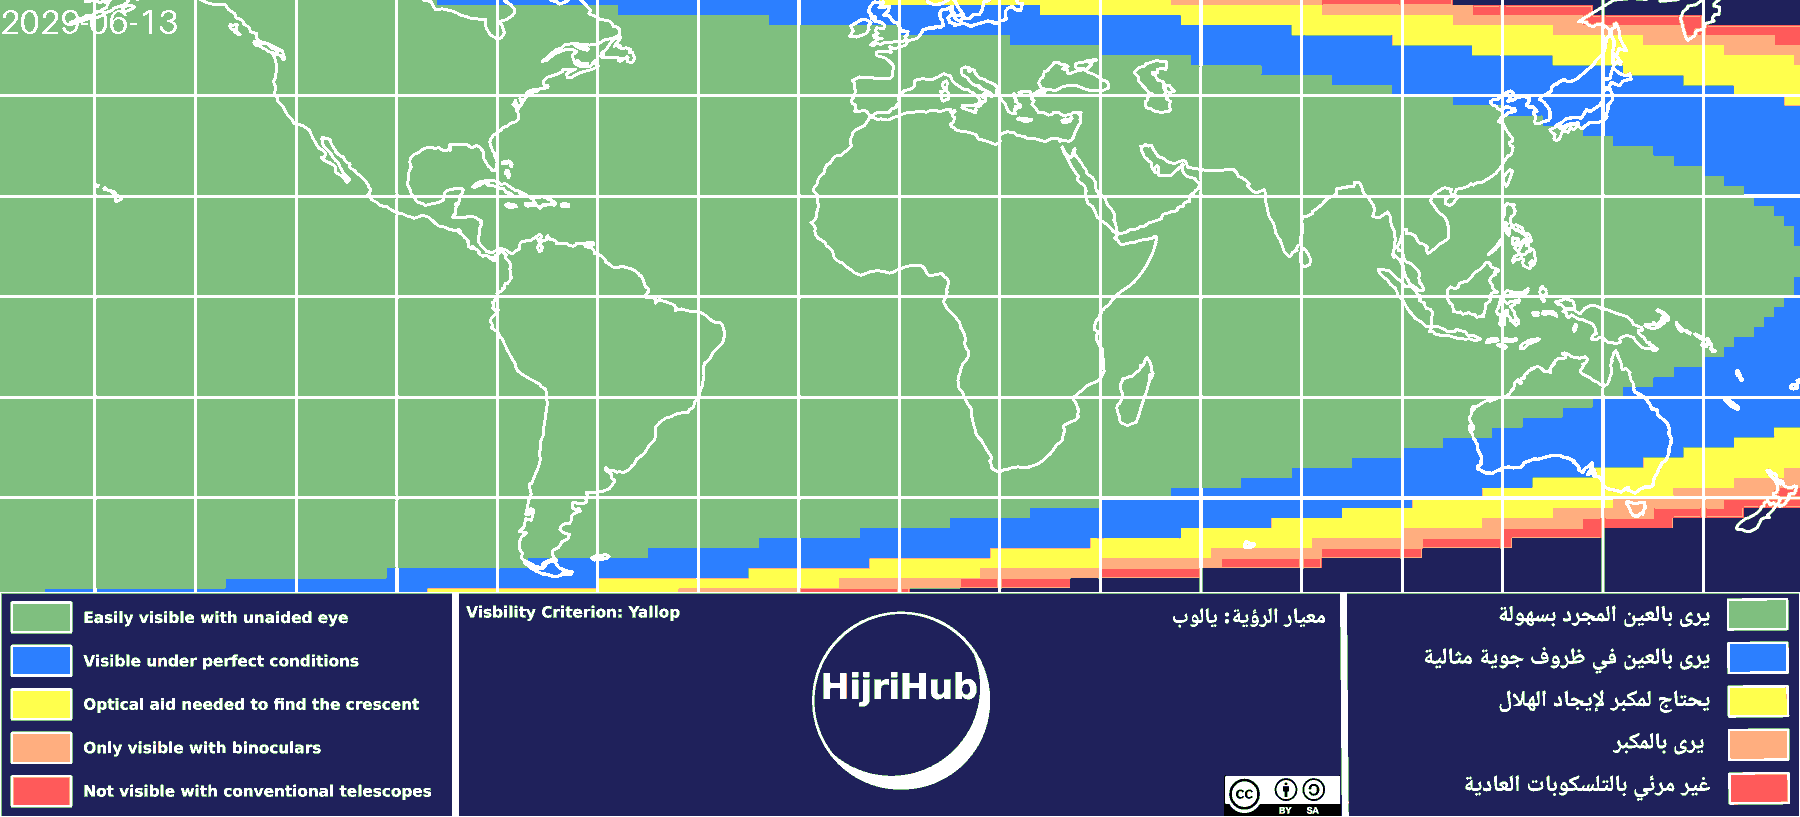 2029-06-13
Easily visible with unaided eye
Visible under perfect conditions
Optical aid needed to find the crescent
Only visible with binoculars
Not visible with conventional telescopes
Visbility Criterion: Yallop
معيار الرؤية: يالوب
HijriHub
cc
BY SA
يرى بالعين المجرد بسهولة
يرى بالعين في ظروف جوية مثالية
يحتاج لمكبر لإيجاد الهلال
يرى بالمكبر
غير مرئي بالتلسكوبات العادية